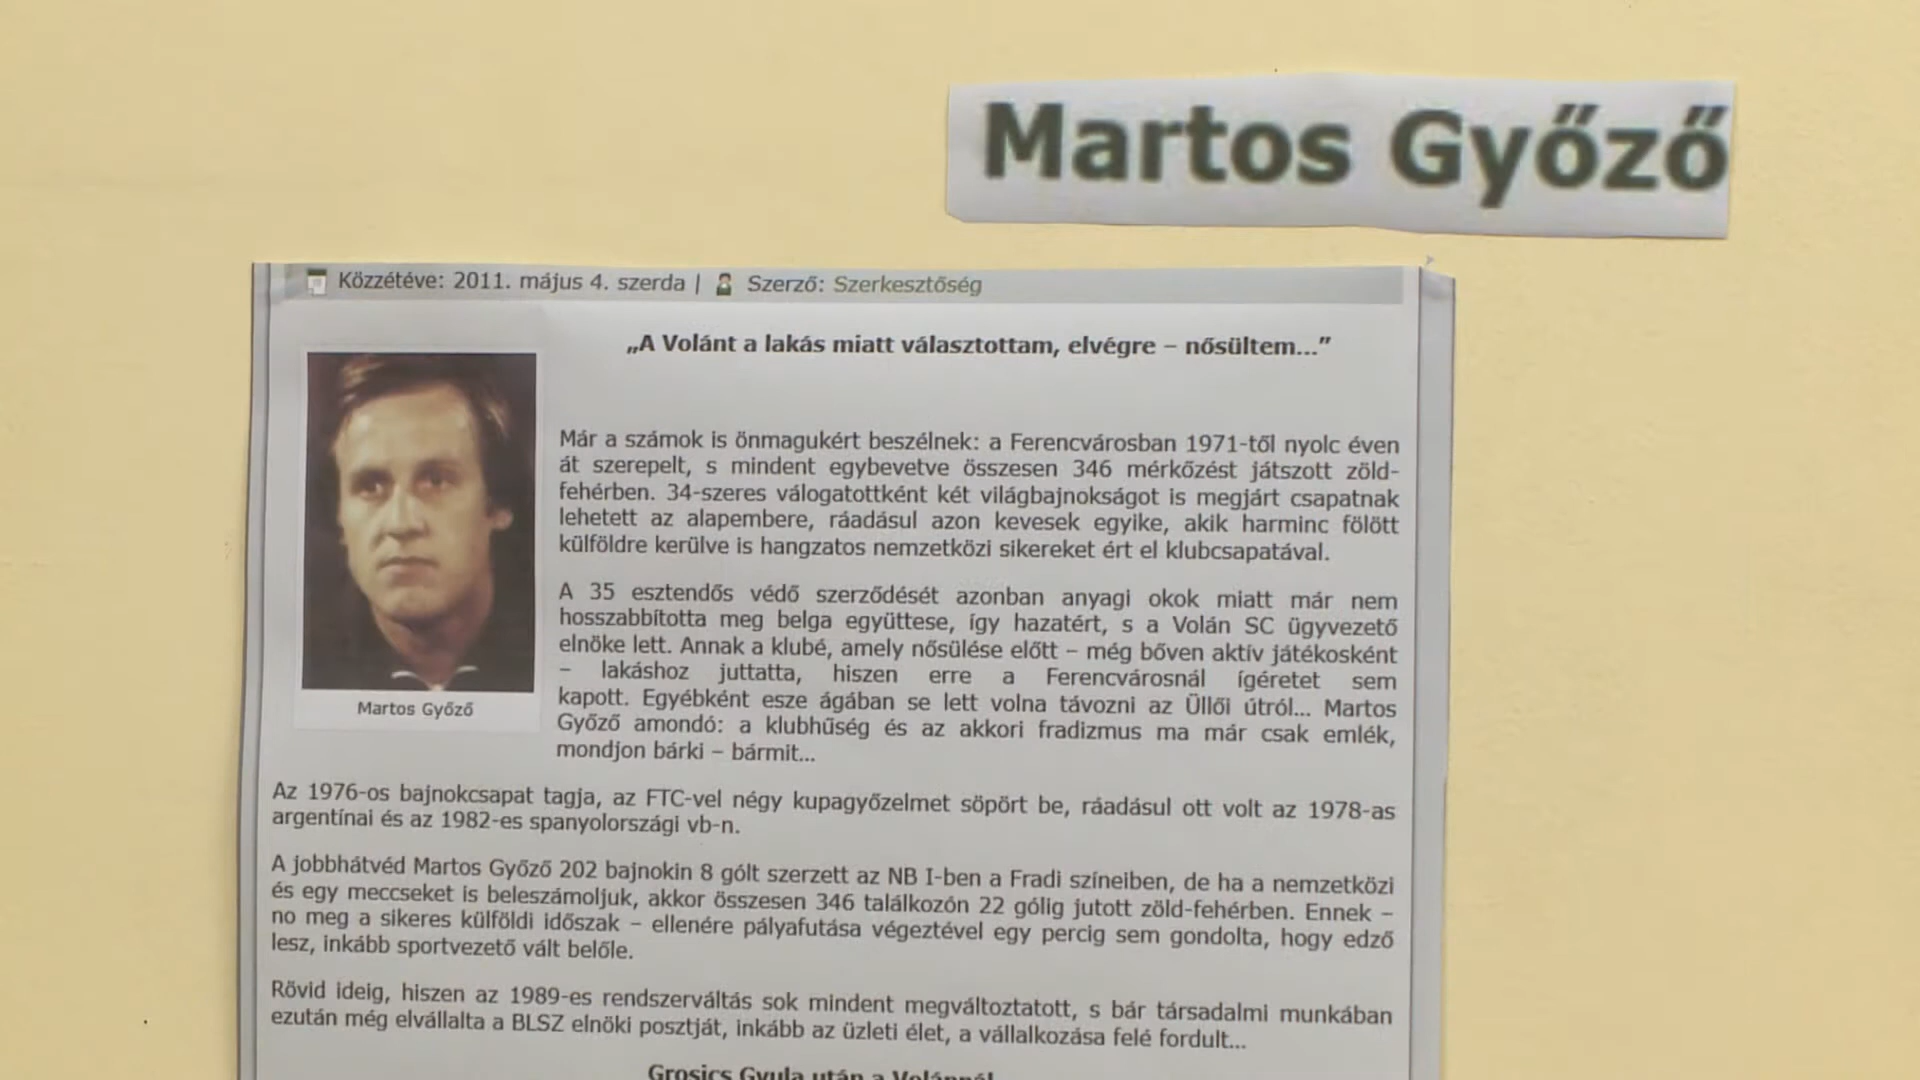 Martos Győző
Közzétéve: 2011. május 4. szerda | Szerző: Szerkesztőség
„A Volánt a lakás miatt választottam, elvégre – nősültem...”
Már a számok is önmagukért beszélnek: a Ferencvárosban 1971-től nyolc éven
át szerepelt, s mindent egybevetve összesen 346 mérkőzést játszott zöld-
fehérben. 34-szeres válogatottként két világbajnokságot is megjárt csapatnak
lehetett az alapembere, ráadásul azon kevesek egyike, akik harminc fölött
külföldre kerülve is hangzatos nemzetközi sikereket ért el klubcsapatával.
A 35 esztendős védő szerződését azonban anyagi okok miatt már nem
hosszabbította meg belga együttese, így hazatért, s a Volán SC ügyvezető
elnöke lett. Annak a klubé, amely nősülése előtt – még bőven aktív játékosként
– lakáshoz juttatta, hiszen erre a Ferencvárosnál ígéretet sem
kapott. Egyébként esze ágában se lett volna távozni az Üllői útról... Martos
Győző amondó: a klubhűség és az akkori fradizmus ma már csak emlék,
mondjon bárki – bármit...
Martos Győző
Az 1976-os bajnokcsapat tagja, az FTC-vel négy kupagyőzelmet söpört be, ráadásul ott volt az 1978-as
argentínai és az 1982-es spanyolországi vb-n.
A jobbhátvéd Martos Győző 202 bajnokin 8 gólt szerzett az NB I-ben a Fradi színeiben, de ha a nemzetközi
és egy meccseket is beleszámoljuk, akkor összesen 346 találkozón 22 gólig jutott zöld-fehérben. Ennek –
no meg a sikeres külföldi időszak – ellenére pályafutása végeztével egy percig sem gondolta, hogy edző
lesz, inkább sportvezető vált belőle.
Rövid ideig, hiszen az 1989-es rendszerváltás sok mindent megváltoztatott, s bár társadalmi munkában
ezután még elvállalta a BLSZ elnöki posztját, inkább az üzleti élet, a vállalkozása felé fordult...
Grosics Gyula után a Volánnál